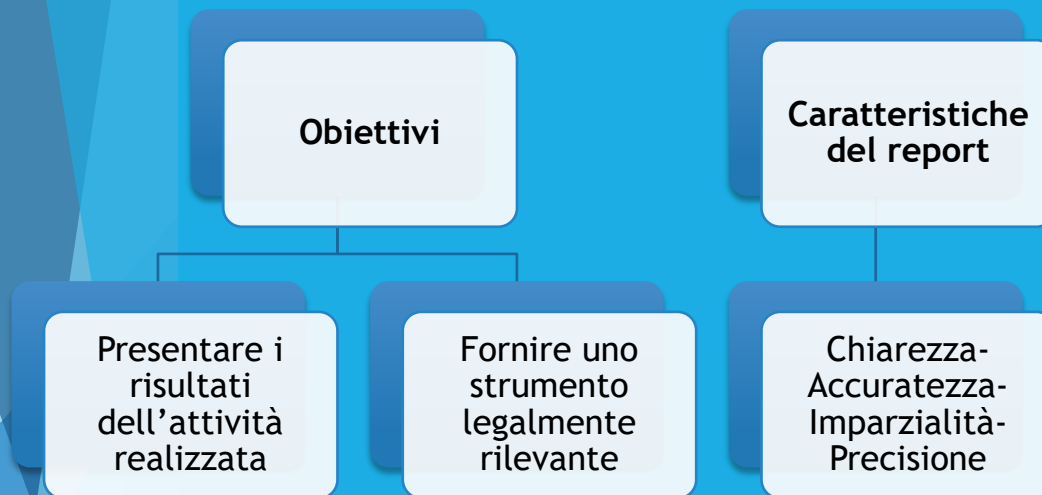 Obiettivi
Caratteristiche
del report
Presentare i
risultati
dell’attività
realizzata
Fornire uno
strumento
legalmente
rilevante
Chiarezza-
Accuratezza-
Imparzialità-
Precisione